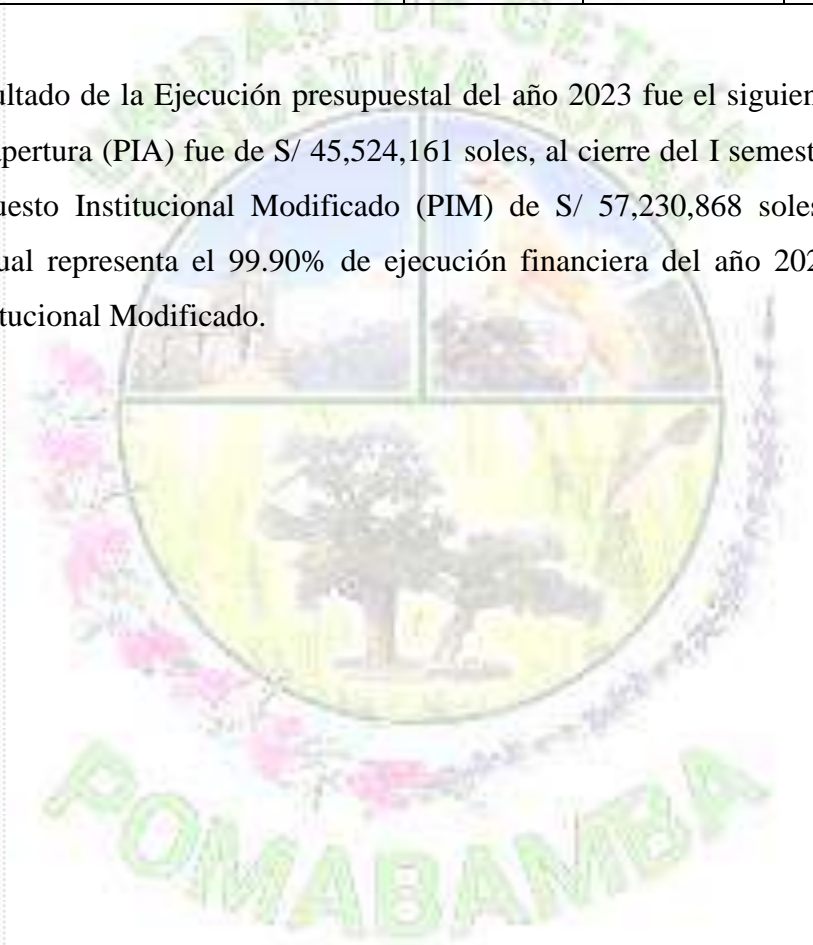 ultado de la Ejecución presupuestal del año 2023 fue el siguien
pertura (PIA) fue de S/ 45,524,161 soles, al cierre del I semest
uesto Institucional Modificado (PIM) de S/ 57,230,868 soles
ual representa el 99.90% de ejecución financiera del año 202
itucional Modificado.
POMABAMBA